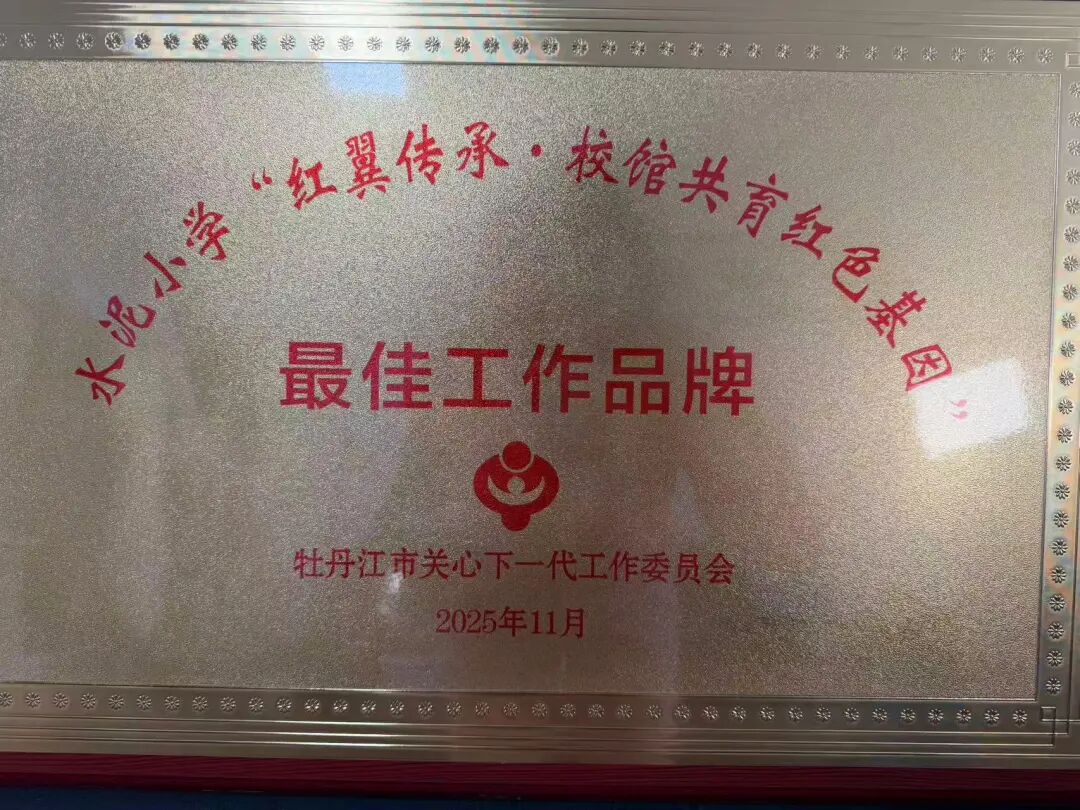 水泥小学“红翼传承·校馆共育红色基因”
最佳工作品牌
牡丹江市关心下一代工作委员会
2025年11月